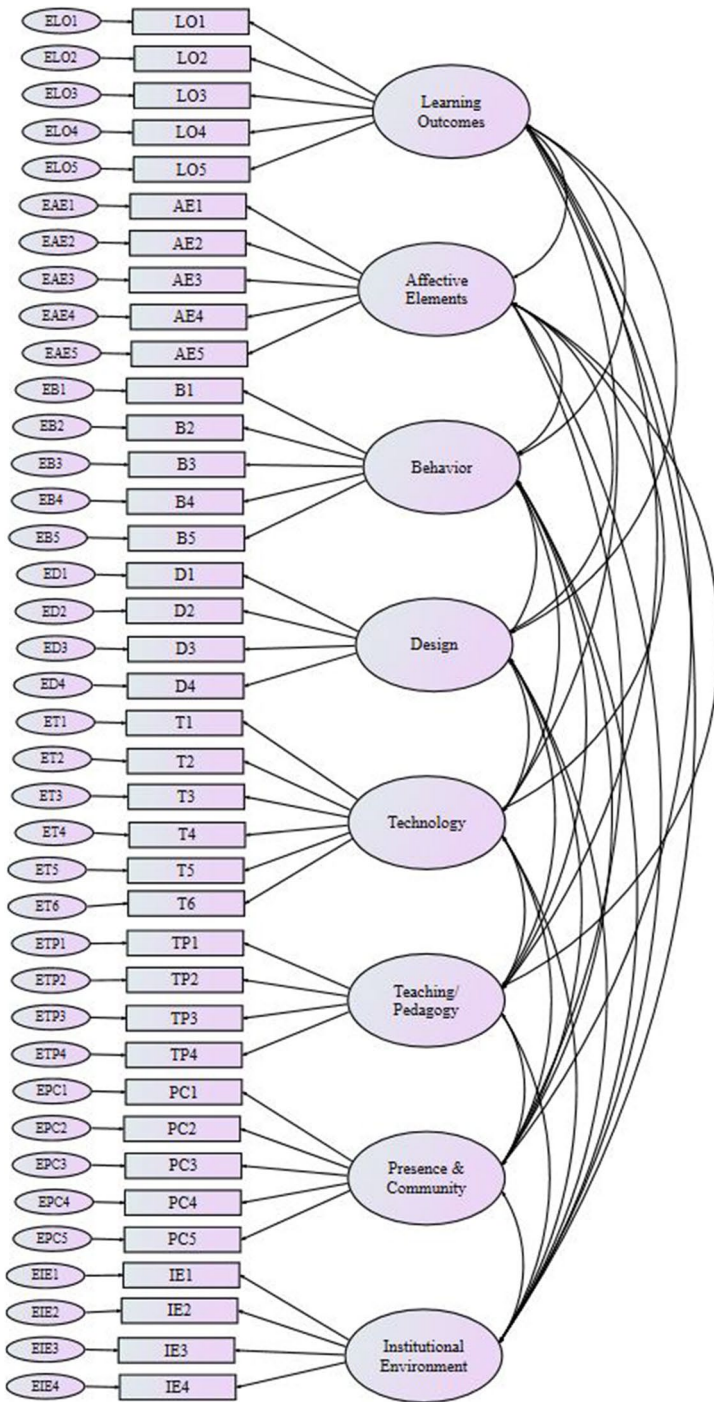 ELO1 LO1
ELO2 LO2
ELO3 LO3
ELO4 LO4
ELO5 LO5
Learning
Outcomes
EAE1 AE1
EAE2 AE2
EAE3 AE3
EAE4 AE4
EAE5 AE5
Affective
Elements
EB1 B1
EB2 B2
EB3 B3
EB4 B4
EB5 B5
Behavior
ED1 D1
ED2 D2
ED3 D3
ED4 D4
Design
ET1 T1
ET2 T2
ET3 T3
ET4 T4
ET5 T5
ET6 T6
Technology
ETP1 TP1
ETP2 TP2
ETP3 TP3
ETP4 TP4
Teaching/
Pedagogy
EPC1 PC1
EPC2 PC2
EPC3 PC3
EPC4 PC4
EPC5 PC5
Presence &
Community
EIE1 IE1
EIE2 IE2
EIE3 IE3
EIE4 IE4
Institutional
Environment